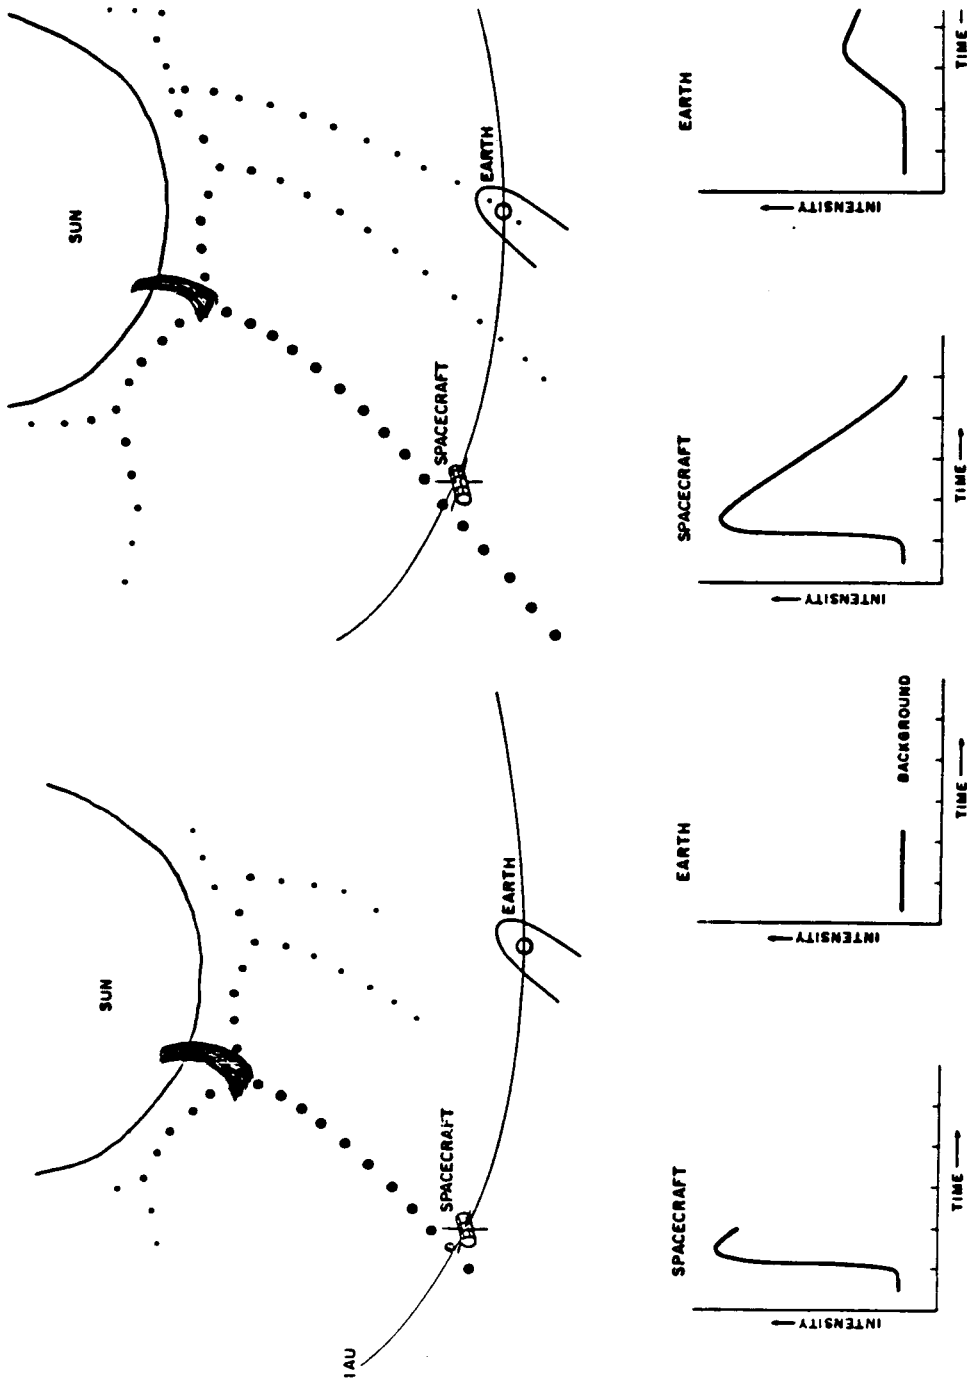 SUN
EARTH
SPACECRAFT
1AU
SPACECRAFT
INTENSITY
TIME
EARTH
INTENSITY
BACKGROUND
TIME
SUN
EARTH
SPACECRAFT
SPACECRAFT
INTENSITY
TIME
EARTH
INTENSITY
TIME